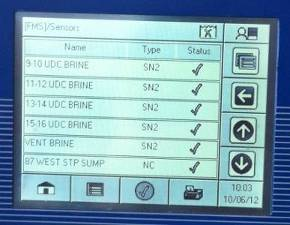 [FMS]/Sensors
Name Type Status
9-10 UDC BRINE SN2
11-12 UDC BRINE SN2
13-14 UDC BRINE SN2
15-16 UDC BRINE SN2
VENT BRINE SN2
87 WEST STP SUMP NC
10:03
10/06/12